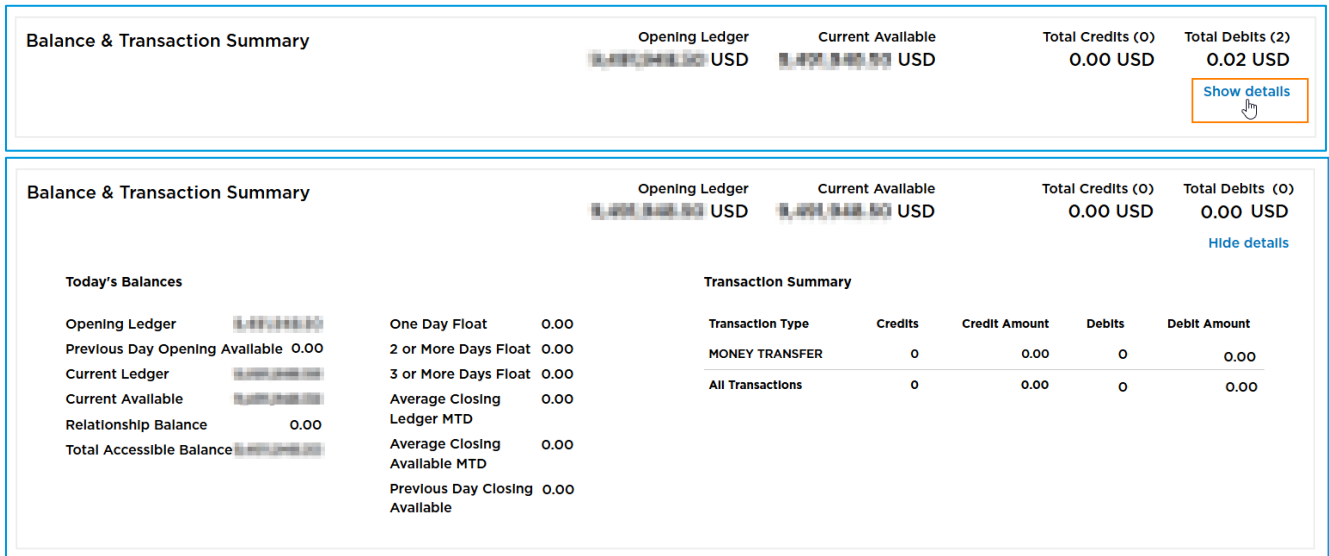 Balance & Transaction Summary
Opening Ledger Current Available Total Credits (0) Total Debits (2)
USD USD 0.00 USD 0.02 USD
Show details
Balance & Transaction Summary
Opening Ledger Current Available Total Credits (0) Total Debits (0)
USD USD 0.00 USD 0.00 USD
Hide details
Today's Balances
Opening Ledger
Previous Day Opening Available 0.00
Current Ledger
Current Available
Relationship Balance 0.00
Total Accessible Balance
One Day Float 0.00
2 or More Days Float 0.00
3 or More Days Float 0.00
Average Closing 0.00
Ledger MTD
Average Closing 0.00
Available MTD
Previous Day Closing 0.00
Available
Transaction Summary
Transaction Type Credits Credit Amount Debits Debit Amount
MONEY TRANSFER 0 0.00 0 0.00
All Transactions 0 0.00 0 0.00